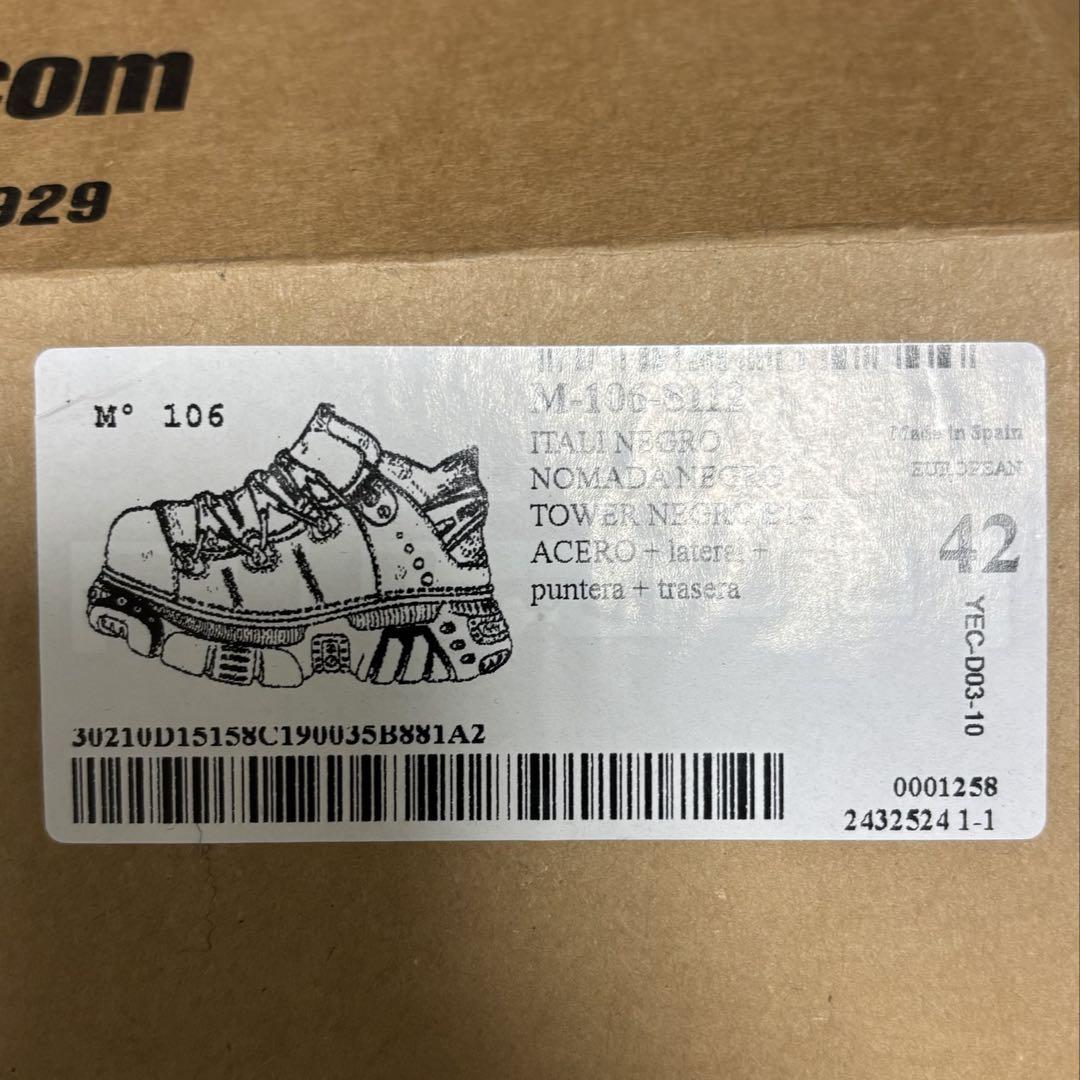 com
929
M° 106
M-106-S112
ITALI NEGRO
NOMADA NEGRO
TOWER NEGRO
ACERO + lateral +
puntera + trasera
Made in Spain
EUROPEAN
42
YEC-D03-10
30210D15158C190035B881A2
0001258
2432524 1-1